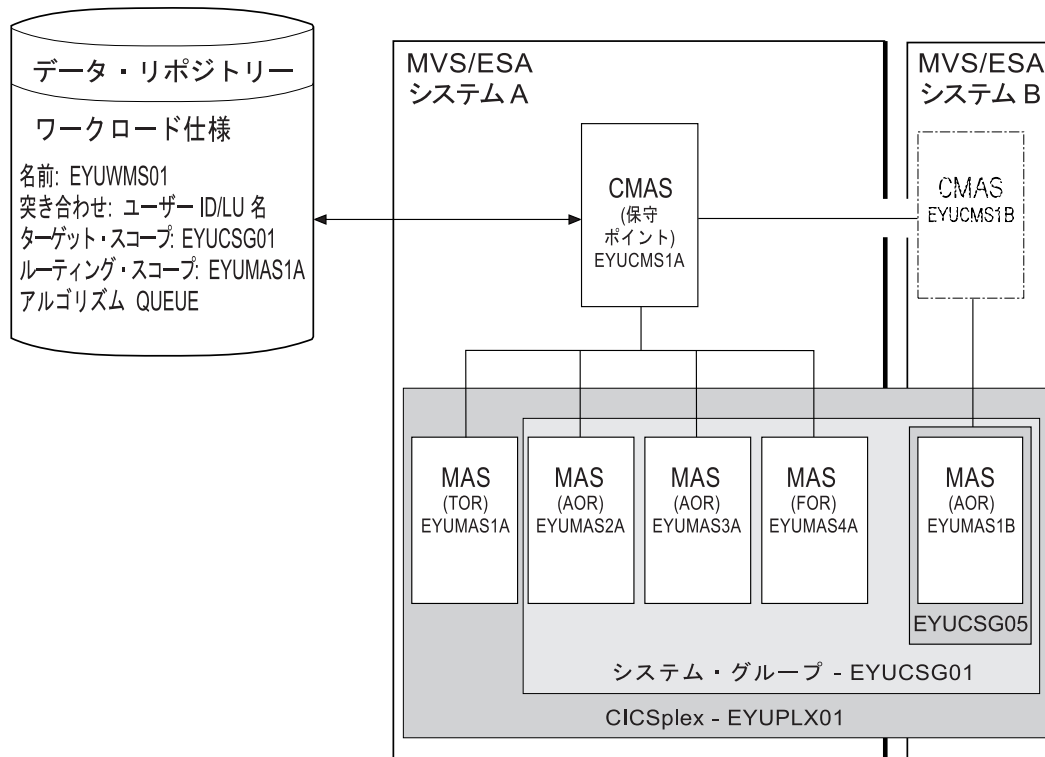 データ・リポジトリー
ワークロード仕様
名前: EYUWMS01
突き合わせ: ユーザー ID/LU 名
ターゲット・スコープ: EYUCSG01
ルーティング・スコープ: EYUMAS1A
アルゴリズム QUEUE
MVS/ESA
システム A
CMAS
(保守
ポイント)
EYUCMS1A
MVS/ESA
システム B
CMAS
EYUCMS1B
MAS
(TOR)
EYUMAS1A
MAS
(AOR)
EYUMAS2A
MAS
(AOR)
EYUMAS3A
MAS
(FOR)
EYUMAS4A
MAS
(AOR)
EYUMAS1B
EYUCSG05
システム・グループ - EYUCSG01
CICSplex - EYUPLX01